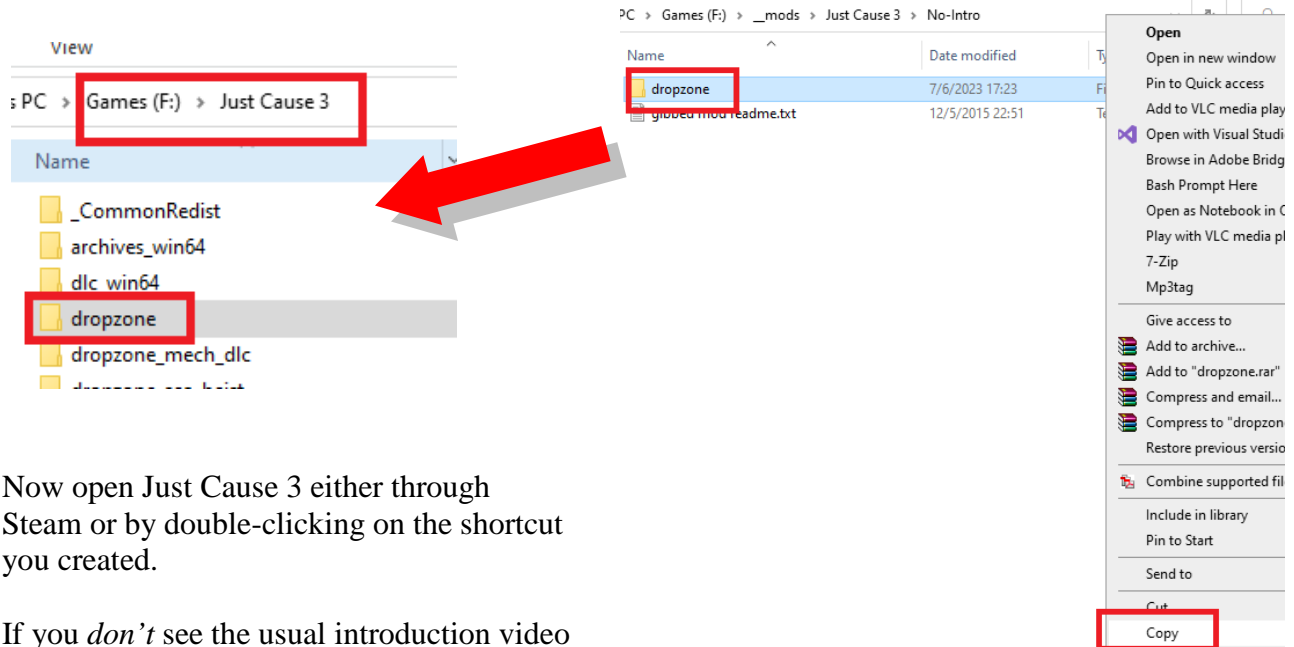 View
s PC > Games (F:) > Just Cause 3
Name
_CommonRedist
archives_win64
dlc_win64
dropzone
dropzone_mech_dlc
PC > Games (F:) > __mods > Just Cause 3 > No-Intro
Name Date modified Ty
dropzone 7/6/2023 17:23 Fi
gibbed mod readme.txt 12/5/2015 22:51 Te
Open
Open in new window
Pin to Quick access
Add to VLC media play
Open with Visual Studi
Browse in Adobe Bridg
Bash Prompt Here
Open as Notebook in
Play with VLC media pl
7-Zip
Mp3tag
Give access to
Add to archive...
Add to "dropzone.rar"
Compress and email...
Compress to "dropzon
Restore previous versio
Combine supported fil
Include in library
Pin to Start
Send to
Cut
Copy
Now open Just Cause 3 either through
Steam or by double-clicking on the shortcut
you created.
If you don’t see the usual introduction video